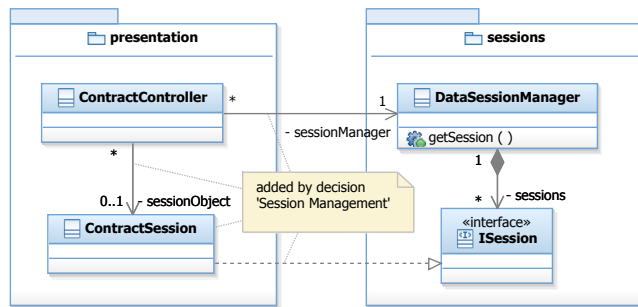 presentation
sessions
ContractController
*
1
DataSessionManager
- sessionManager
getSession ( )
*
1
added by decision
'Session Management'
0..1
- sessionObject
*
- sessions
ContractSession
«interface»
ISession